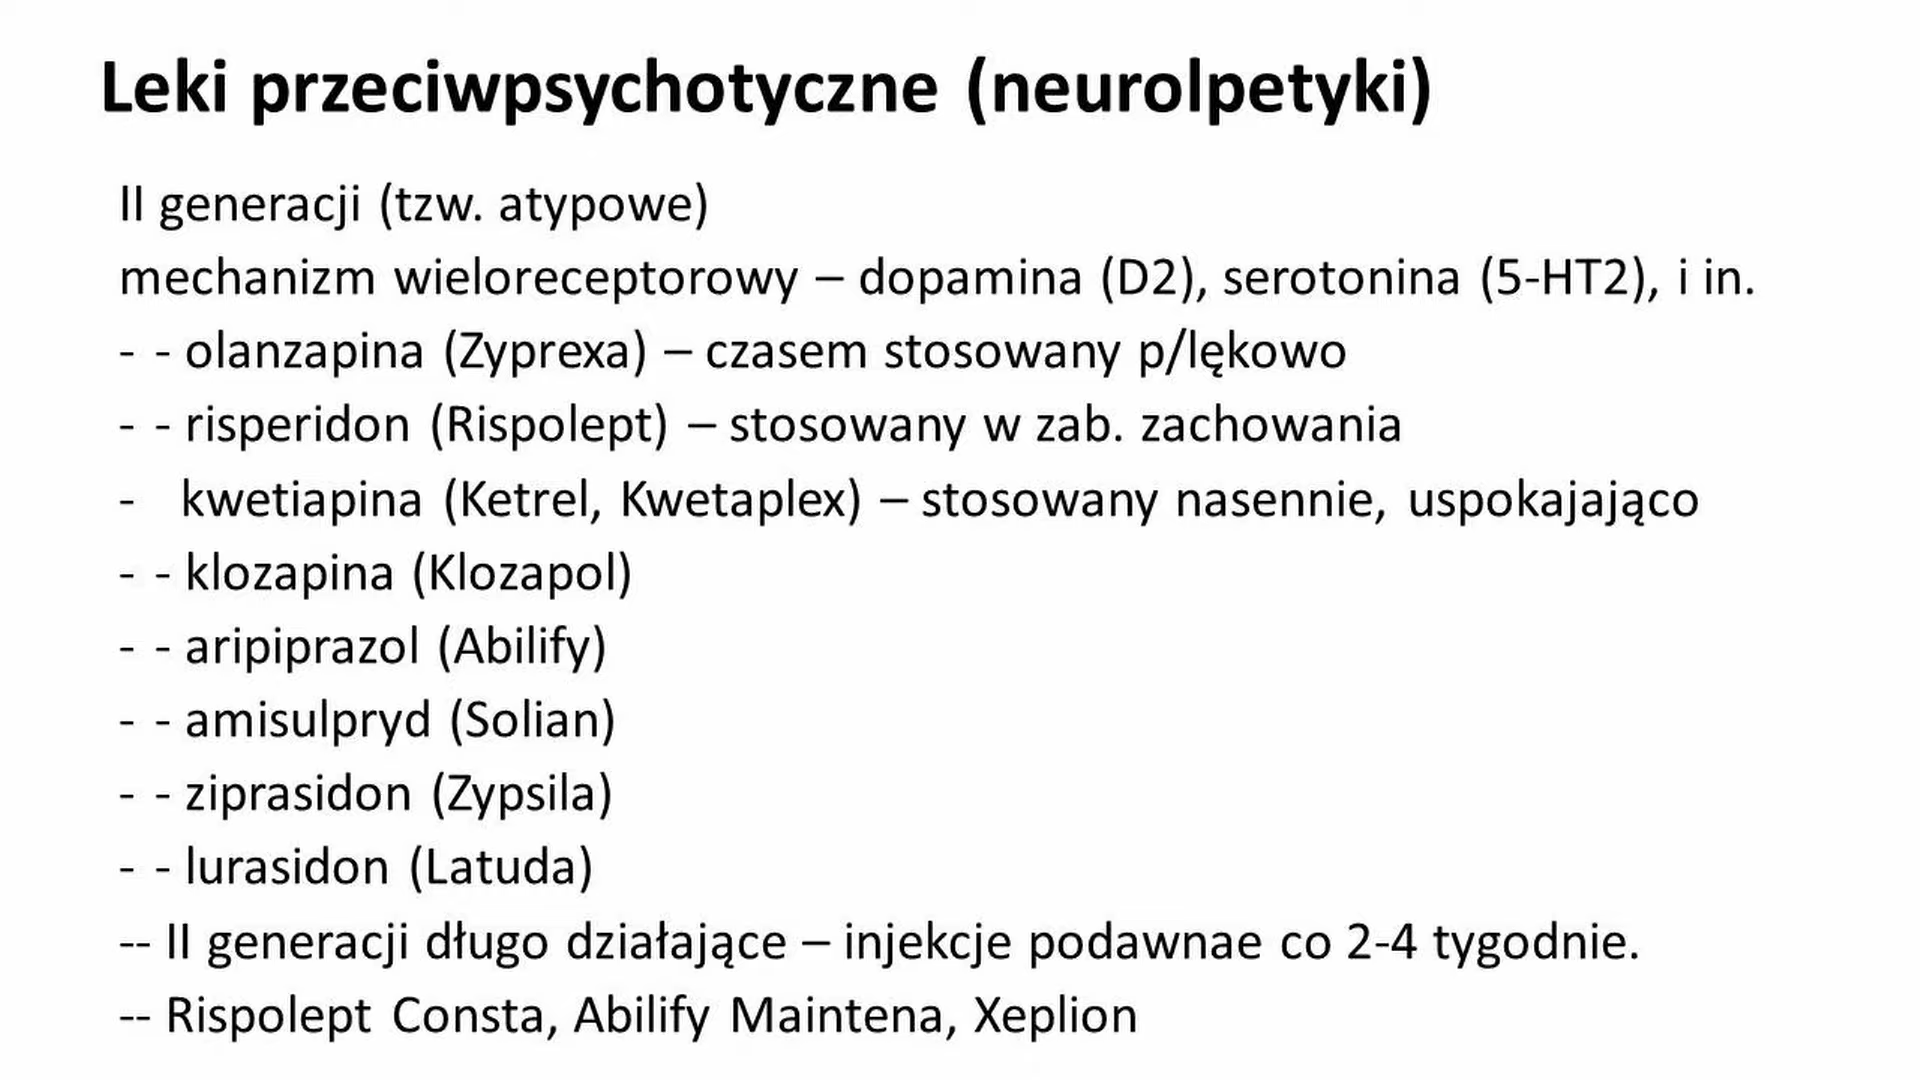 Leki przeciwpsychotyczne (neurolpetyki)
II generacji (tzw. atypowe)
mechanizm wieloreceptorowy – dopamina (D2), serotonina (5-HT2), i in.
- - olanzapina (Zyprexa) – czasem stosowany p/lękowo
- - risperidon (Rispolept) – stosowany w zab. zachowania
- kwetiapina (Ketrel, Kwetaplex) – stosowany nasennie, uspokajająco
- - klozapina (Klozapol)
- - aripiprazol (Abilify)
- - amisulpryd (Solian)
- - ziprasidon (Zypsila)
- - lurasidon (Latuda)
-- II generacji długo działające – injekcje podawnae co 2-4 tygodnie.
-- Rispolept Consta, Abilify Maintena, Xeplion